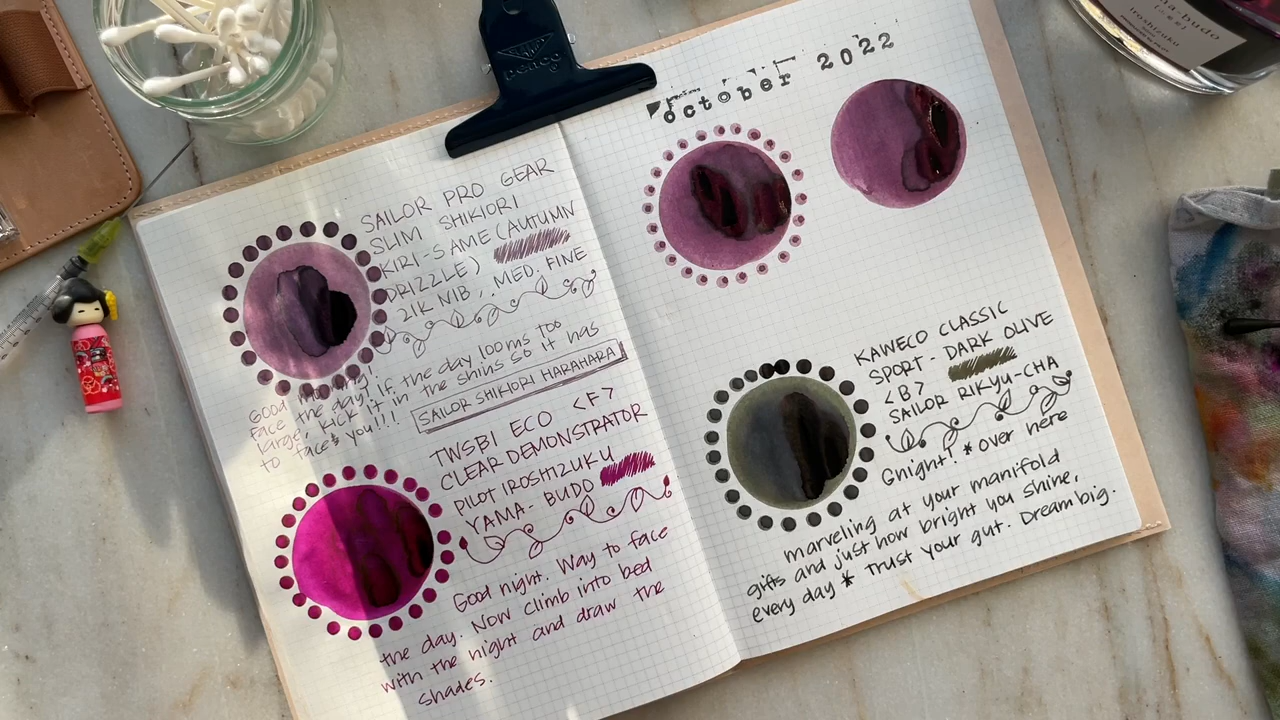 penco
SAILOR PRO GEAR
SLIM SHIKIORI
KIRI-SAME (AUTUMN
DRIZZLE)
21K NIB, MED. FINE
Good morning!
Face the day! If the day looms too
large, kick it in the shins so it has
to face you!!!
SAILOR SHIKIORI HARAHARA
TWSBI ECO <F>
CLEAR DEMONSTRATOR
PILOT IROSHIZUKU
YAMA-BUDO
Good night. Way to face
the day. Now climb into bed
with the night and draw the
shades.
October 2022
KAWECO CLASSIC
SPORT - DARK OLIVE
<B>
SAILOR RIKYU-CHA
Gnight! * over here
marveling at your manifold
gifts and just how bright you shine,
every day * Trust your gut. Dream big.
ma-budo
iroshizuku